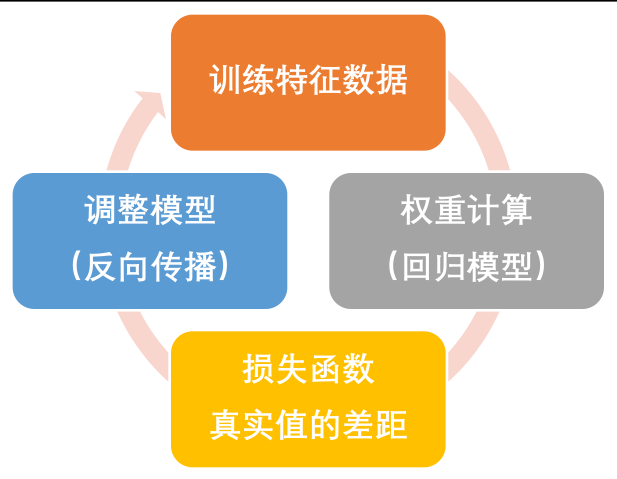 训练特征数据
调整模型
（反向传播）
权重计算
（回归模型）
损失函数
真实值的差距